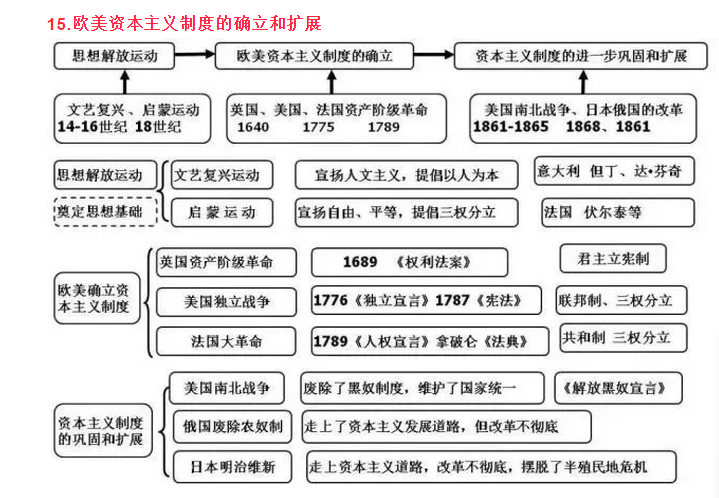 15.欧美资本主义制度的确立和扩展
思想解放运动
欧美资本主义制度的确立
资本主义制度的进一步巩固和扩展
文艺复兴、启蒙运动
14-16世纪 18世纪
英国、美国、法国资产阶级革命
1640 1775 1789
美国南北战争、日本俄国的改革
1861-1865 1868、1861
思想解放运动
奠定思想基础
文艺复兴运动
宣扬人文主义，提倡以人为本
意大利 但丁、达•芬奇
启蒙运动
宣扬自由、平等，提倡三权分立
法国 伏尔泰等
欧美确立资
本主义制度
英国资产阶级革命
1689 《权利法案》
君主立宪制
美国独立战争
1776《独立宣言》1787《宪法》
联邦制、三权分立
法国大革命
1789《人权宣言》拿破仑《法典》
共和制 三权分立
资本主义制度
的巩固和扩展
美国南北战争
废除了黑奴制度，维护了国家统一
《解放黑奴宣言》
俄国废除农奴制
走上了资本主义发展道路，但改革不彻底
日本明治维新
走上资本主义道路，改革不彻底，摆脱了半殖民地危机